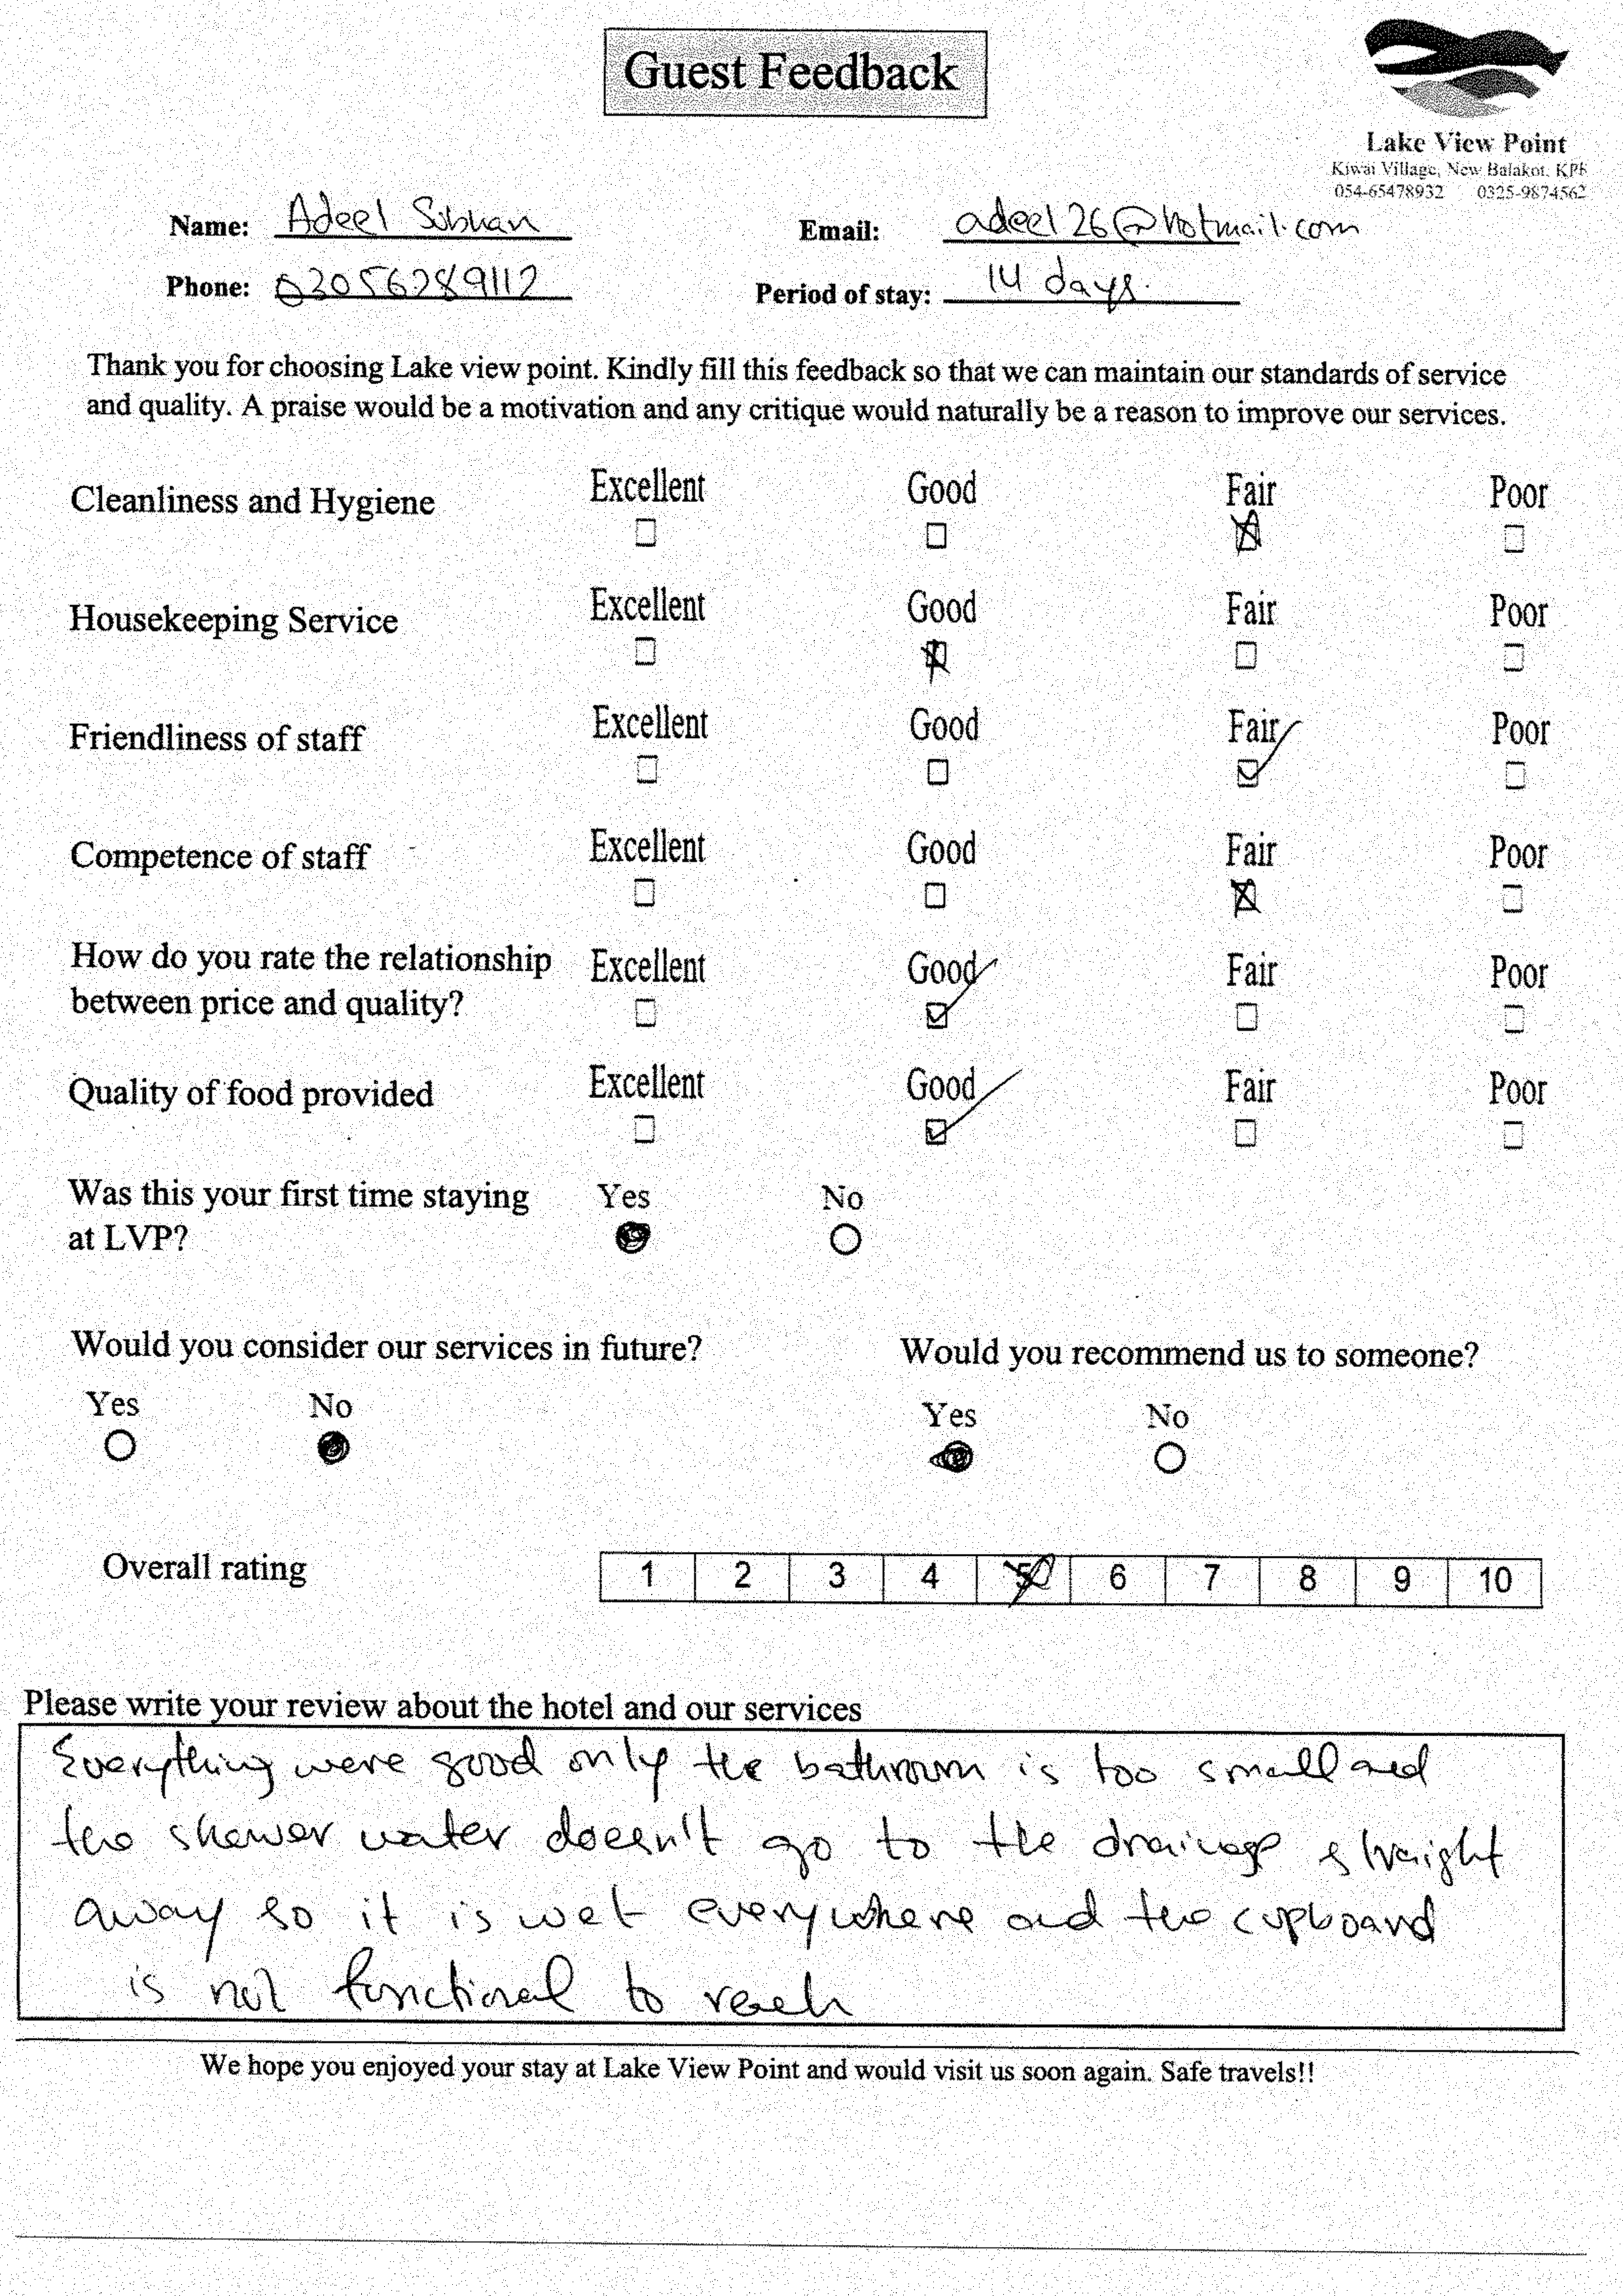 Guest Feedback
Lake View Point
Kiwai Village, New Balakot, KPK
054-65478932 0325-9874562
Name: Adeel Subhan Email: adeel26@hotmail.com
Phone: 03056289112 Period of stay: 14 days.
Thank you for choosing Lake view point. Kindly fill this feedback so that we can maintain our standards of service
and quality. A praise would be a motivation and any critique would naturally be a reason to improve our services.
Cleanliness and Hygiene Excellent Good Fair Poor
Housekeeping Service Excellent Good Fair Poor
Friendliness of staff Excellent Good Fair Poor
Competence of staff Excellent Good Fair Poor
How do you rate the relationship Excellent Good Fair Poor
between price and quality?
Quality of food provided Excellent Good Fair Poor
Was this your first time staying Yes No
at LVP?
Would you consider our services in future? Would you recommend us to someone?
Yes No Yes No
Overall rating 1 2 3 4 5 6 7 8 9 10
Please write your review about the hotel and our services
Everything were good only the bathroom is too small and
the shower water doesn't go to the drainage straight
away so it is wet everywhere and the cupboard
is not functional to reach
We hope you enjoyed your stay at Lake View Point and would visit us soon again. Safe travels!!